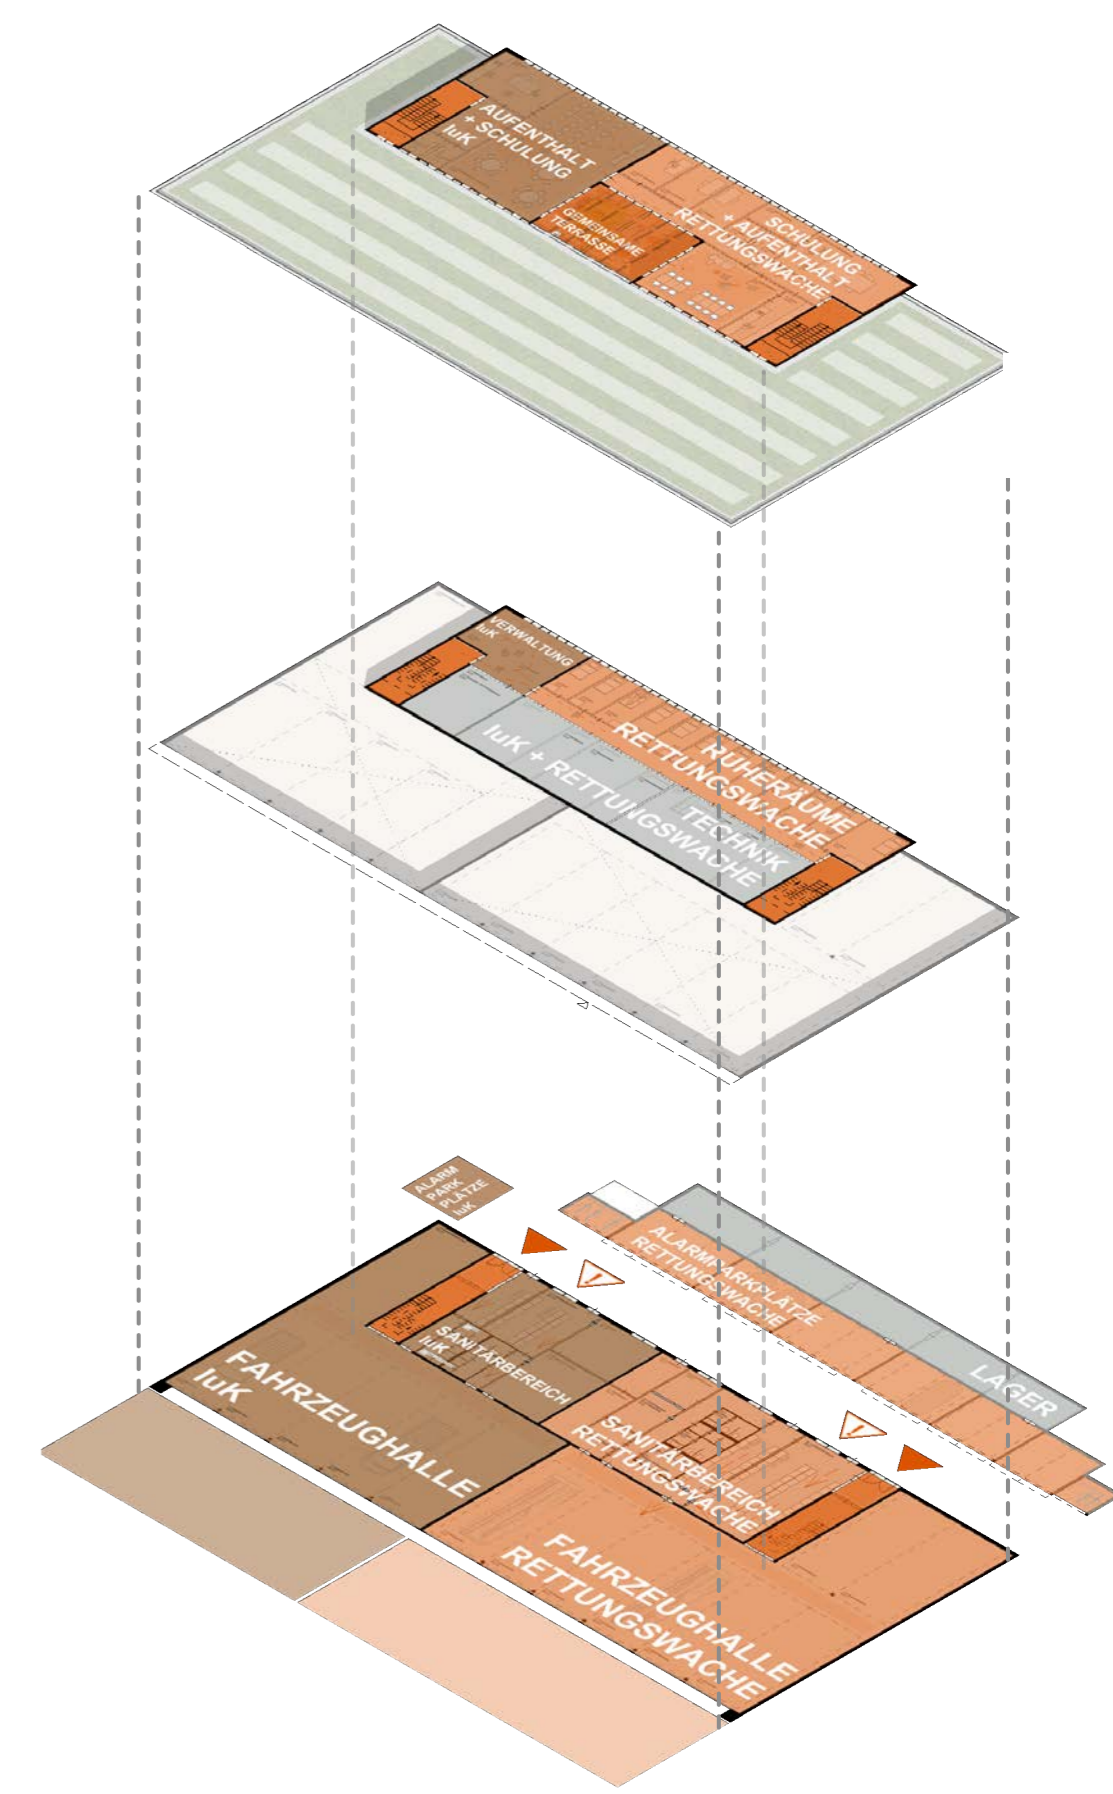 AUFENTHALT
+ SCHULUNG
IuK
SCHULUNG
+ AUFENTHALT
RETTUNGSWACHE
GEMEINSAME
TERRASSE
VERWALTUNG
IuK
RUHERÄUME
RETTUNGSWACHE
TECHNIK
IuK + RETTUNGSWACHE
ALARM
PARK
PLÄTZE
IuK
ALARMPARKPLÄTZE
RETTUNGSWACHE
LAGER
!
!
SANITÄRBEREICH
IuK
FAHRZEUGHALLE
IuK
SANITÄRBEREICH
RETTUNGSWACHE
FAHRZEUGHALLE
RETTUNGSWACHE